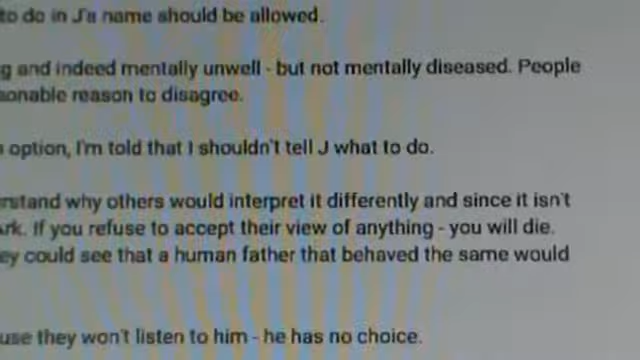 to do in J's name should be allowed.
g and indeed mentally unwell - but not mentally diseased. People
sonable reason to disagree.
option, I'm told that I shouldn't tell J what to do.
rstand why others would interpret it differently and since it isn't
ark. If you refuse to accept their view of anything - you will die.
ey could see that a human father that behaved the same would
use they won't listen to him - he has no choice.